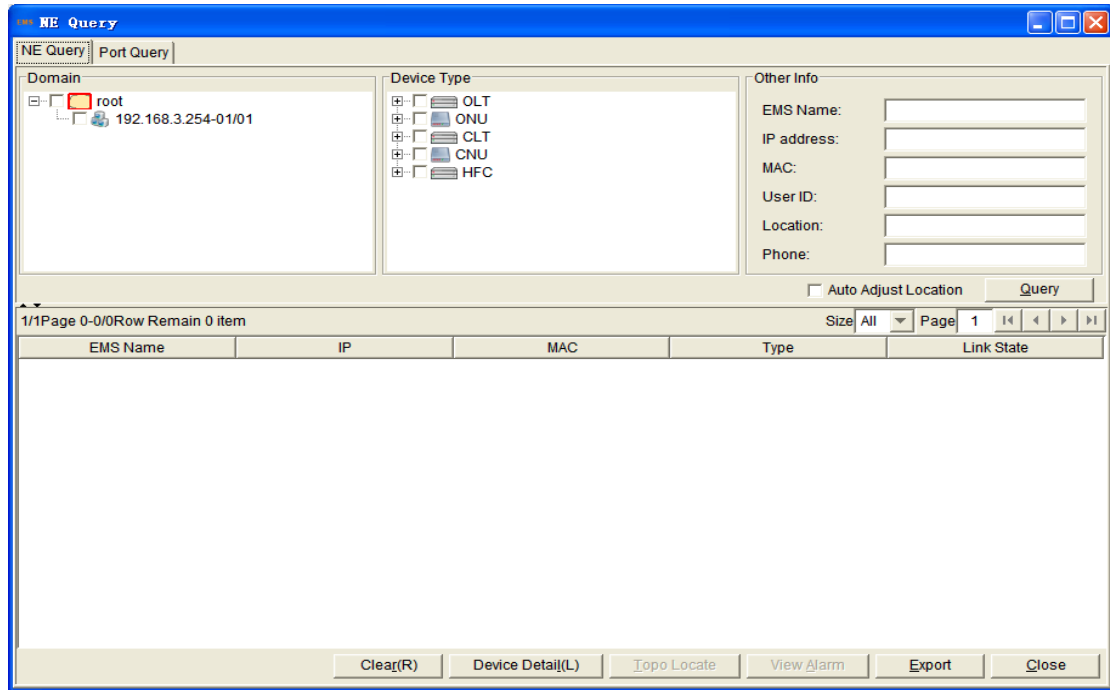 EMS NE Query
NE Query Port Query
Domain
root
192.168.3.254-01/01
Device Type
OLT
ONU
CLT
CNU
HFC
Other Info
EMS Name:
IP address:
MAC:
User ID:
Location:
Phone:
Auto Adjust Location Query
1/1Page 0-0/0Row Remain 0 item Size All Page 1
EMS Name IP MAC Type Link State
Clear(R) Device Detail(L) Topo Locate View Alarm Export Close